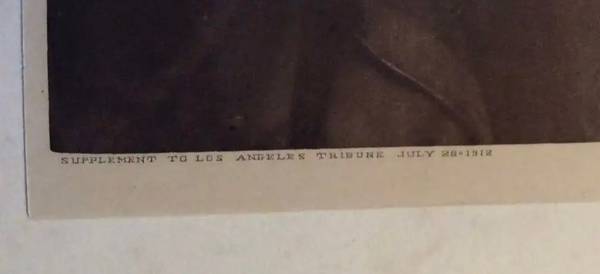 SUPPLEMENT TO LOS ANGELES TRIBUNE JULY 28•1912